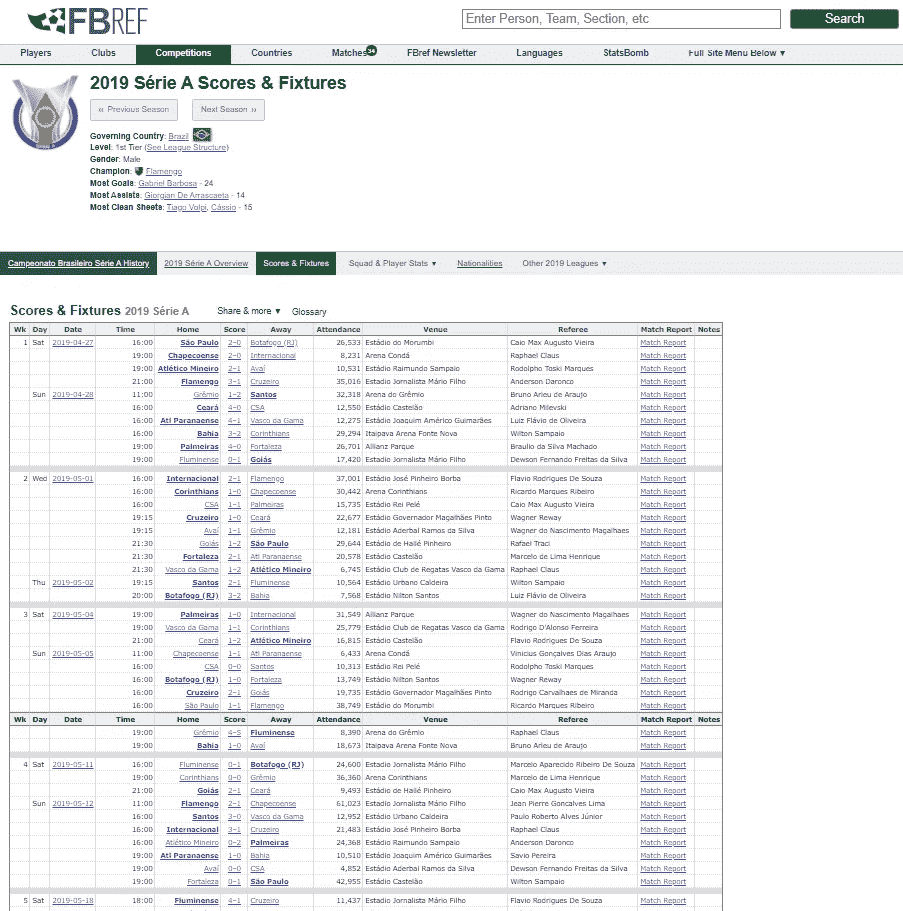 FBREF
Enter Person, Team, Section, etc
Search
Players Clubs Competitions Countries Matches 34 FBref Newsletter Languages StatsBomb Full Site Menu Below ▼
2019 Série A Scores & Fixtures
« Previous Season Next Season »
Governing Country: Brazil
Level: 1st Tier (See League Structure)
Gender: Male
Champion: Flamengo
Most Goals: Gabriel Barbosa - 24
Most Assists: Giorgian De Arrascaeta - 14
Most Clean Sheets: Tiago Volpi, Cássio - 15
Campeonato Brasileiro Série A History 2019 Série A Overview Scores & Fixtures Squad & Player Stats ▼ Nationalities Other 2019 Leagues ▼
Scores & Fixtures 2019 Série A Share & more ▼ Glossary
Wk Day Date Time Home Score Away Attendance Venue Referee Match Report Notes
1 Sat 2019-04-27 16:00 São Paulo 2–0 Botafogo (RJ) 26,533 Estádio do Morumbi Caio Max Augusto Vieira Match Report
19:00 Chapecoense 2–0 Internacional 8,231 Arena Condá Raphael Claus Match Report
19:00 Atlético Mineiro 2–1 Avaí 10,531 Estádio Raimundo Sampaio Rodolpho Toski Marques Match Report
21:00 Flamengo 3–1 Cruzeiro 35,016 Estadio Jornalista Mário Filho Anderson Daronco Match Report
Sun 2019-04-28 11:00 Grêmio 1–2 Santos 32,318 Arena do Grêmio Bruno Arleu de Araujo Match Report
16:00 Ceará 4–0 CSA 12,550 Estádio Castelão Adriano Milevski Match Report
16:00 Atl Paranaense 4–1 Vasco da Gama 12,275 Estádio Joaquim Américo Guimarães Luiz Flávio de Oliveira Match Report
16:00 Bahia 3–2 Corinthians 29,294 Itaipava Arena Fonte Nova Wilton Sampaio Match Report
19:00 Palmeiras 4–0 Fortaleza 26,701 Allianz Parque Braulio da Silva Machado Match Report
19:00 Fluminense 0–1 Goiás 17,420 Estadio Jornalista Mário Filho Dewson Fernando Freitas da Silva Match Report
2 Wed 2019-05-01 16:00 Internacional 2–1 Flamengo 37,001 Estádio José Pinheiro Borba Flavio Rodrigues De Souza Match Report
16:00 Corinthians 1–0 Chapecoense 30,442 Arena Corinthians Ricardo Marques Ribeiro Match Report
16:00 CSA 1–1 Palmeiras 15,735 Estádio Rei Pelé Caio Max Augusto Vieira Match Report
19:15 Cruzeiro 1–0 Ceará 22,677 Estádio Governador Magalhães Pinto Wagner Reway Match Report
19:15 Avaí 1–1 Grêmio 12,181 Estádio Aderbal Ramos da Silva Wagner do Nascimento Magalhaes Match Report
21:30 Goiás 1–2 São Paulo 29,644 Estádio de Hailé Pinheiro Rafael Traci Match Report
21:30 Fortaleza 2–1 Atl Paranaense 20,578 Estádio Castelão Marcelo de Lima Henrique Match Report
21:30 Vasco da Gama 1–2 Atlético Mineiro 6,745 Estádio Club de Regatas Vasco da Gama Raphael Claus Match Report
Thu 2019-05-02 19:15 Santos 2–1 Fluminense 10,564 Estádio Urbano Caldeira Wilton Sampaio Match Report
20:00 Botafogo (RJ) 3–2 Bahia 7,568 Estádio Nilton Santos Luiz Flávio de Oliveira Match Report
3 Sat 2019-05-04 19:00 Palmeiras 1–0 Internacional 31,549 Allianz Parque Wagner do Nascimento Magalhaes Match Report
19:00 Vasco da Gama 1–1 Corinthians 25,779 Estádio Club de Regatas Vasco da Gama Rodrigo D'Alonso Ferreira Match Report
21:00 Ceará 1–2 Atlético Mineiro 16,815 Estádio Castelão Flavio Rodrigues De Souza Match Report
Sun 2019-05-05 11:00 Chapecoense 1–1 Atl Paranaense 6,433 Arena Condá Vinicius Gonçalves Dias Araujo Match Report
16:00 CSA 0–0 Santos 10,313 Estádio Rei Pelé Rodolpho Toski Marques Match Report
16:00 Botafogo (RJ) 1–0 Fortaleza 13,749 Estádio Nilton Santos Wagner Reway Match Report
16:00 Cruzeiro 2–1 Goiás 19,735 Estádio Governador Magalhães Pinto Rodrigo Carvalhaes de Miranda Match Report
16:00 São Paulo 1–1 Flamengo 38,749 Estádio do Morumbi Ricardo Marques Ribeiro Match Report
Wk Day Date Time Home Score Away Attendance Venue Referee Match Report Notes
19:00 Grêmio 4–5 Fluminense 8,390 Arena do Grêmio Raphael Claus Match Report
19:00 Bahia 1–0 Avaí 18,673 Itaipava Arena Fonte Nova Bruno Arleu de Araujo Match Report
4 Sat 2019-05-11 16:00 Fluminense 0–1 Botafogo (RJ) 24,600 Estadio Jornalista Mário Filho Marcelo Aparecido Ribeiro De Souza Match Report
19:00 Corinthians 0–0 Grêmio 36,360 Arena Corinthians Marcelo de Lima Henrique Match Report
21:00 Goiás 2–1 Ceará 9,493 Estádio de Hailé Pinheiro Caio Max Augusto Vieira Match Report
Sun 2019-05-12 11:00 Flamengo 2–1 Chapecoense 61,023 Estadio Jornalista Mário Filho Jean Pierre Goncalves Lima Match Report
16:00 Santos 3–0 Vasco da Gama 12,952 Estádio Urbano Caldeira Paulo Roberto Alves Júnior Match Report
16:00 Internacional 3–1 Cruzeiro 21,483 Estádio José Pinheiro Borba Raphael Claus Match Report
16:00 Atlético Mineiro 0–2 Palmeiras 24,368 Estádio Raimundo Sampaio Anderson Daronco Match Report
19:00 Atl Paranaense 1–0 Bahia 10,510 Estádio Joaquim Américo Guimarães Savio Pereira Match Report
19:00 Avaí 0–0 CSA 4,852 Estádio Aderbal Ramos da Silva Dewson Fernando Freitas da Silva Match Report
19:00 Fortaleza 0–1 São Paulo 42,955 Estádio Castelão Wilton Sampaio Match Report
5 Sat 2019-05-18 18:00 Fluminense 4–1 Cruzeiro 11,437 Estadio Jornalista Mário Filho Flavio Rodrigues De Souza Match Report